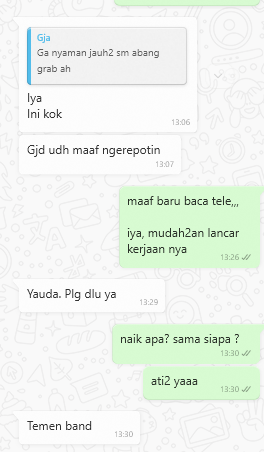 Gja
Ga nyaman jauh2 sm abang
grab ah
Iya
Ini kok
13:06
Gjd udh maaf ngerepotin
13:07
maaf baru baca tele,,,
iya, mudah2an lancar
kerjaan nya
13:26
Yauda. Plg dlu ya
13:29
naik apa? sama siapa ?
13:30
ati2 yaaa
13:30
Temen band
13:30